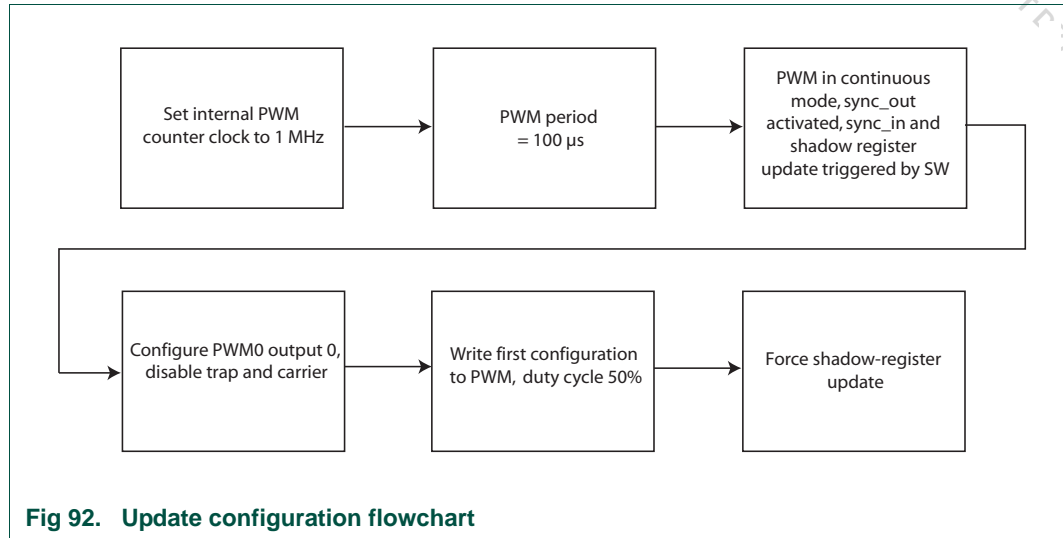 Set internal PWM
counter clock to 1 MHz
PWM period
= 100 µs
PWM in continuous
mode, sync_out
activated, sync_in and
shadow register
update triggered by SW
Configure PWM0 output 0,
disable trap and carrier
Write first configuration
to PWM, duty cycle 50%
Force shadow-register
update
Fig 92. Update configuration flowchart